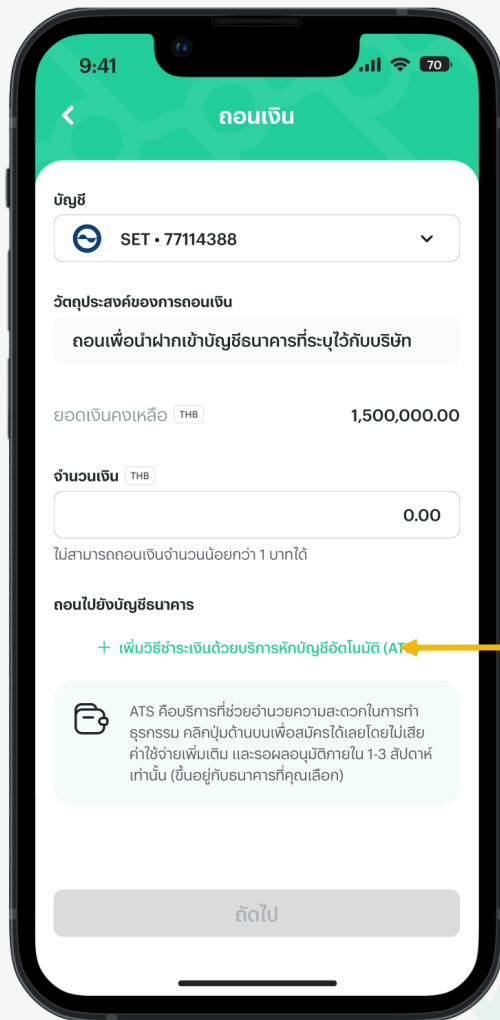 9:41
70
ถอนเงิน
บัญชี
SET • 77114388
วัตถุประสงค์ของการถอนเงิน
ถอนเพื่อนำฝากเข้าบัญชีธนาคารที่ระบุไว้กับบริษัท
ยอดเงินคงเหลือ THB 1,500,000.00
จำนวนเงิน THB
0.00
ไม่สามารถถอนเงินจำนวนน้อยกว่า 1 บาทได้
ถอนไปยังบัญชีธนาคาร
+ เพิ่มวิธีชำระเงินด้วยบริการหักบัญชีอัตโนมัติ
ATS คือบริการที่ช่วยอำนวยความสะดวกในการทำ
ธุรกรรม คลิกปุ่มด้านบนเพื่อสมัครได้เลยโดยไม่เสีย
ค่าใช้จ่ายเพิ่มเติม และรอผลอนุมัติภายใน 1-3 สัปดาห์
เท่านั้น (ขึ้นอยู่กับธนาคารที่คุณเลือก)
ถัดไป